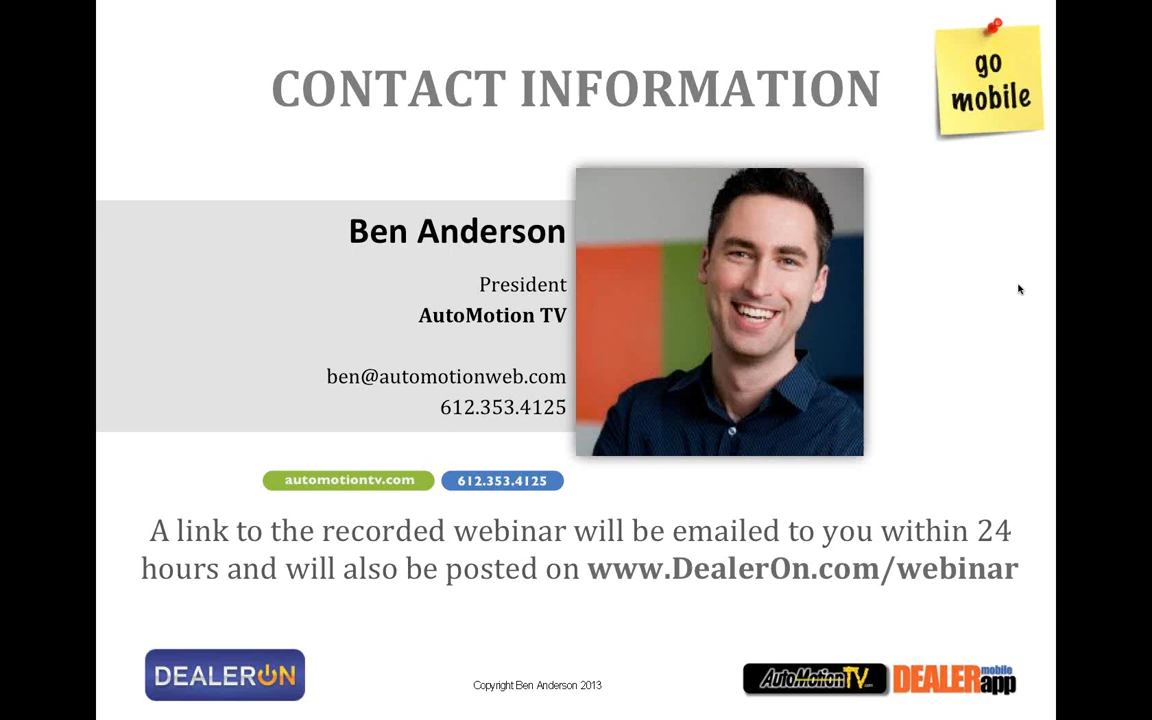 CONTACT INFORMATION
go
mobile
Ben Anderson
President
AutoMotion TV
ben@automotionweb.com
612.353.4125
automotiontv.com 612.353.4125
A link to the recorded webinar will be emailed to you within 24
hours and will also be posted on www.DealerOn.com/webinar
DEALERON
Copyright Ben Anderson 2013
AutoMotionTV.com
DEALER mobile
app